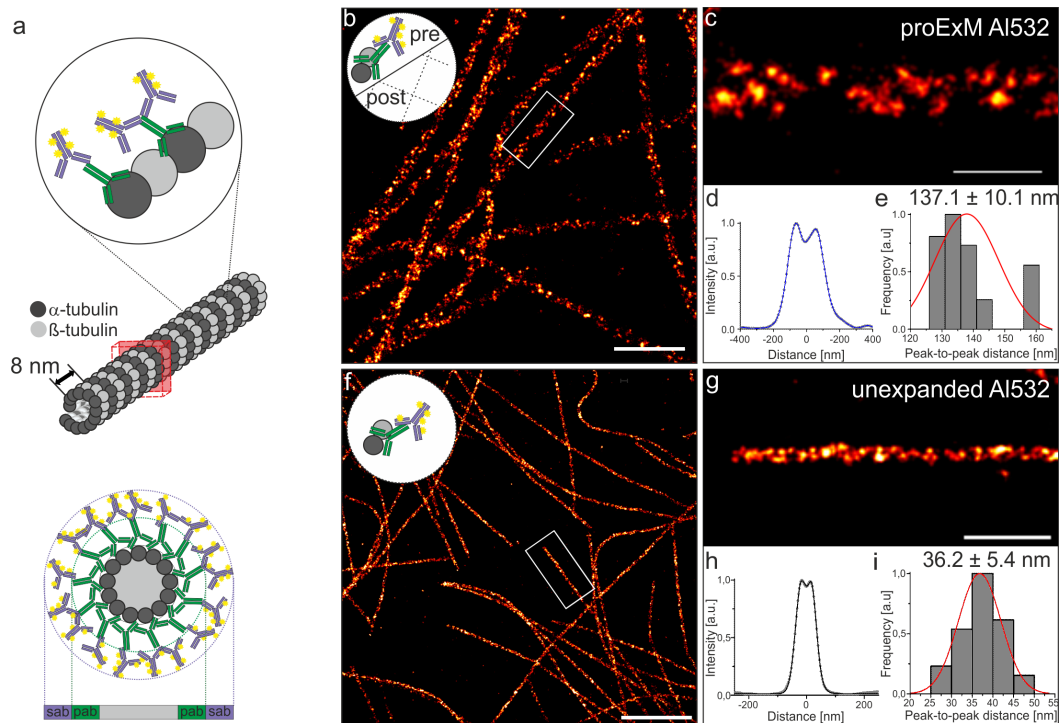 a
α-tubulin
ß-tubulin
8 nm
sab pab pab sab
b
pre
post
c
proExM Al532
d
Intensity [a.u.]
1.0
0.5
0
-400 -200 0 200 400
Distance [nm]
e
137.1 ± 10.1 nm
Frequency [a.u]
1.0
0.5
0
120 130 140 150 160
Peak-to-peak distance [nm]
f
g
unexpanded Al532
h
Intensity [a.u.]
1.0
0.5
0
-200 0 200
Distance [nm]
i
36.2 ± 5.4 nm
Frequency [a.u.]
1.0
0.5
0
20 25 30 35 40 45 50 55
Peak-to-peak distance [nm]